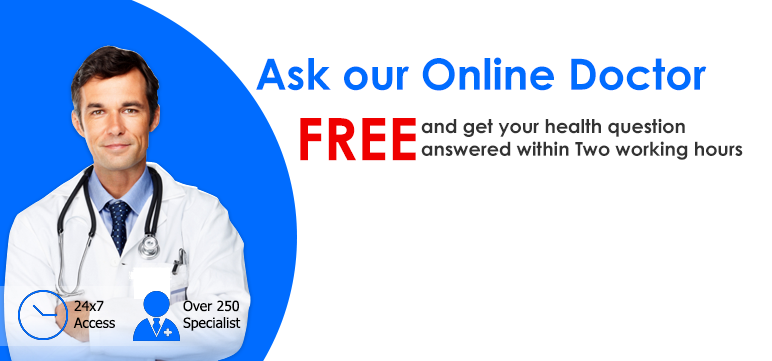 Ask our Online Doctor
FREE
and get your health question
answered within Two working hours
24x7
Access
Over 250
Specialist